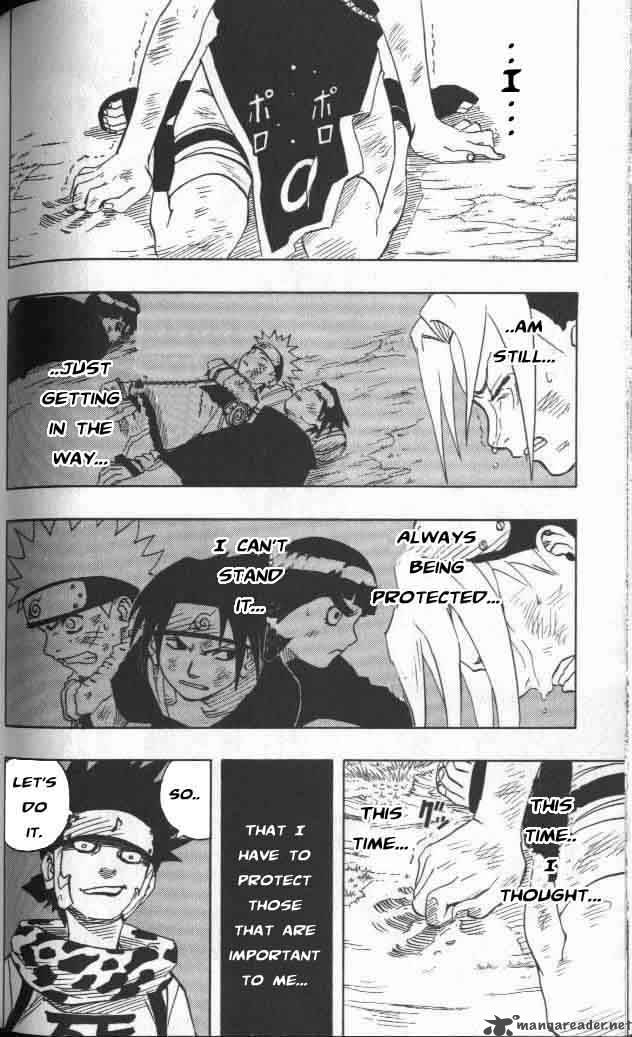 ...I....
ポロ
ポロ
..AM
STILL...
..JUST
GETTING
IN THE
WAY...
ALWAYS
BEING
PROTECTED...
I CAN'T
STAND
IT...
THIS
TIME..
I
THOUGHT...
グッ
THIS
TIME...
THAT I
HAVE TO
PROTECT
THOSE
THAT ARE
IMPORTANT
TO ME...
SO..
LET'S
DO
IT.
mangareader.net